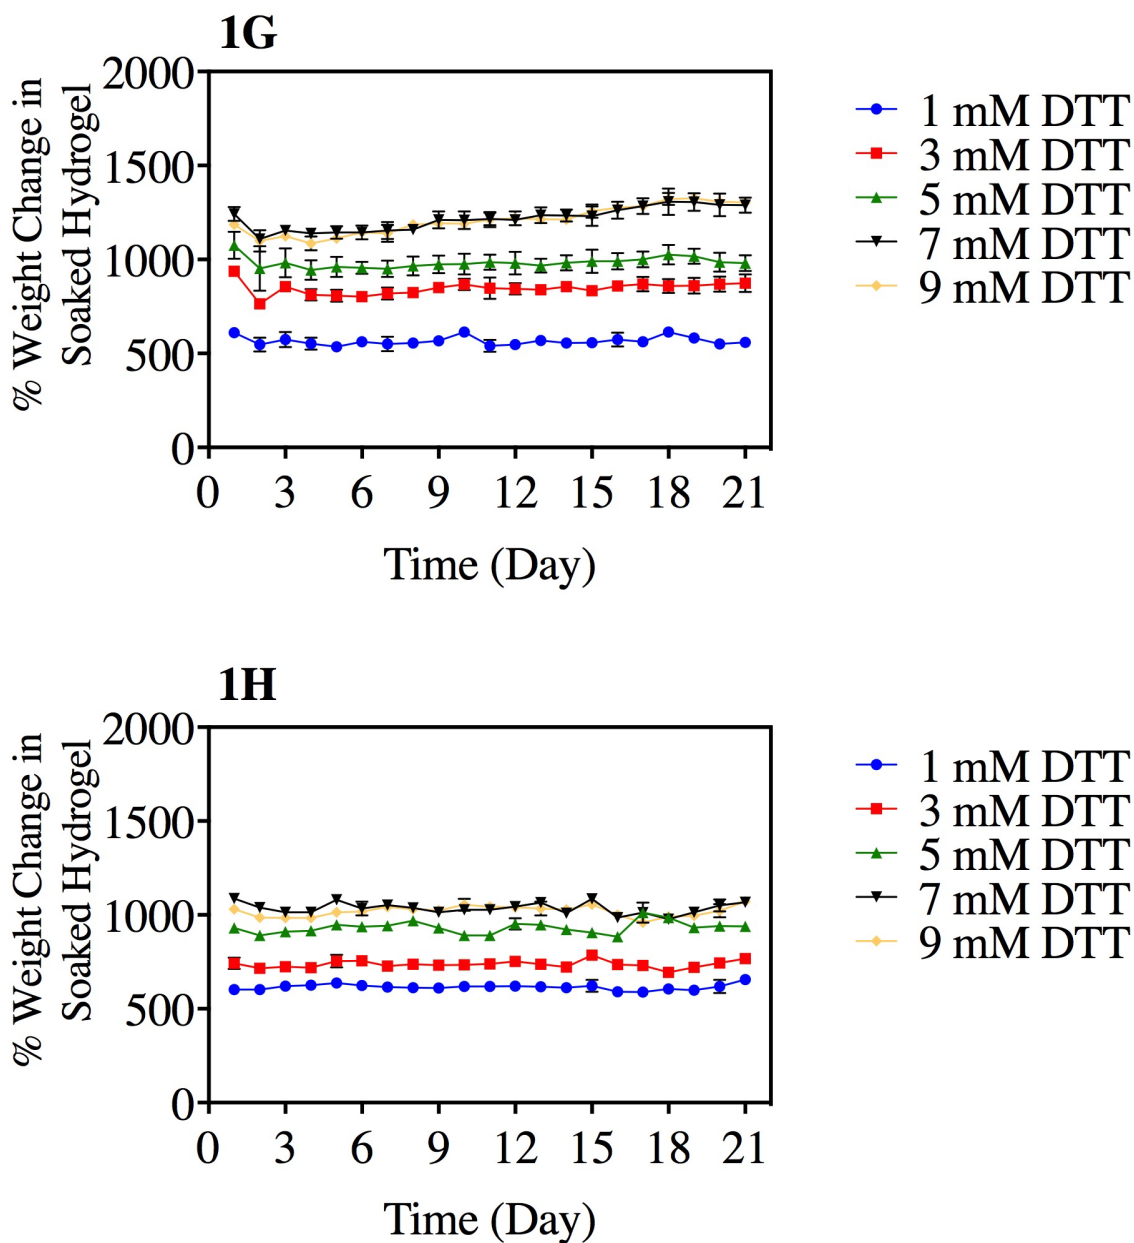 1G
% Weight Change in
Soaked Hydrogel
2000
1500
1000
500
0
0 3 6 9 12 15 18 21
Time (Day)
1 mM DTT
3 mM DTT
5 mM DTT
7 mM DTT
9 mM DTT
1H
% Weight Change in
Soaked Hydrogel
2000
1500
1000
500
0
0 3 6 9 12 15 18 21
Time (Day)
1 mM DTT
3 mM DTT
5 mM DTT
7 mM DTT
9 mM DTT